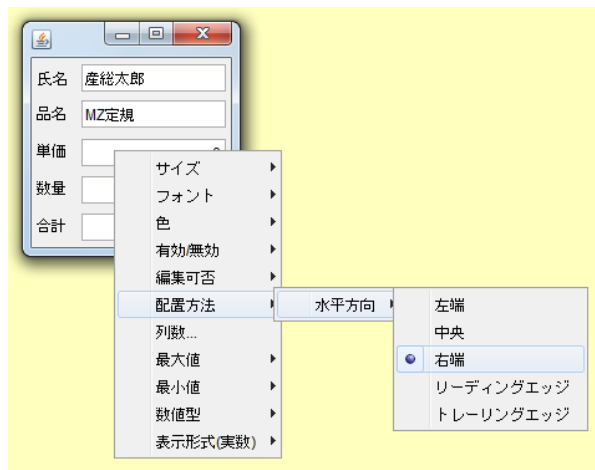 氏名 産総太郎
品名 MZ定規
単価
数量
合計
サイズ
フォント
色
有効/無効
編集可否
配置方法
列数...
最大値
最小値
数値型
表示形式(実数)
水平方向
左端
中央
右端
リーディングエッジ
トレーリングエッジ